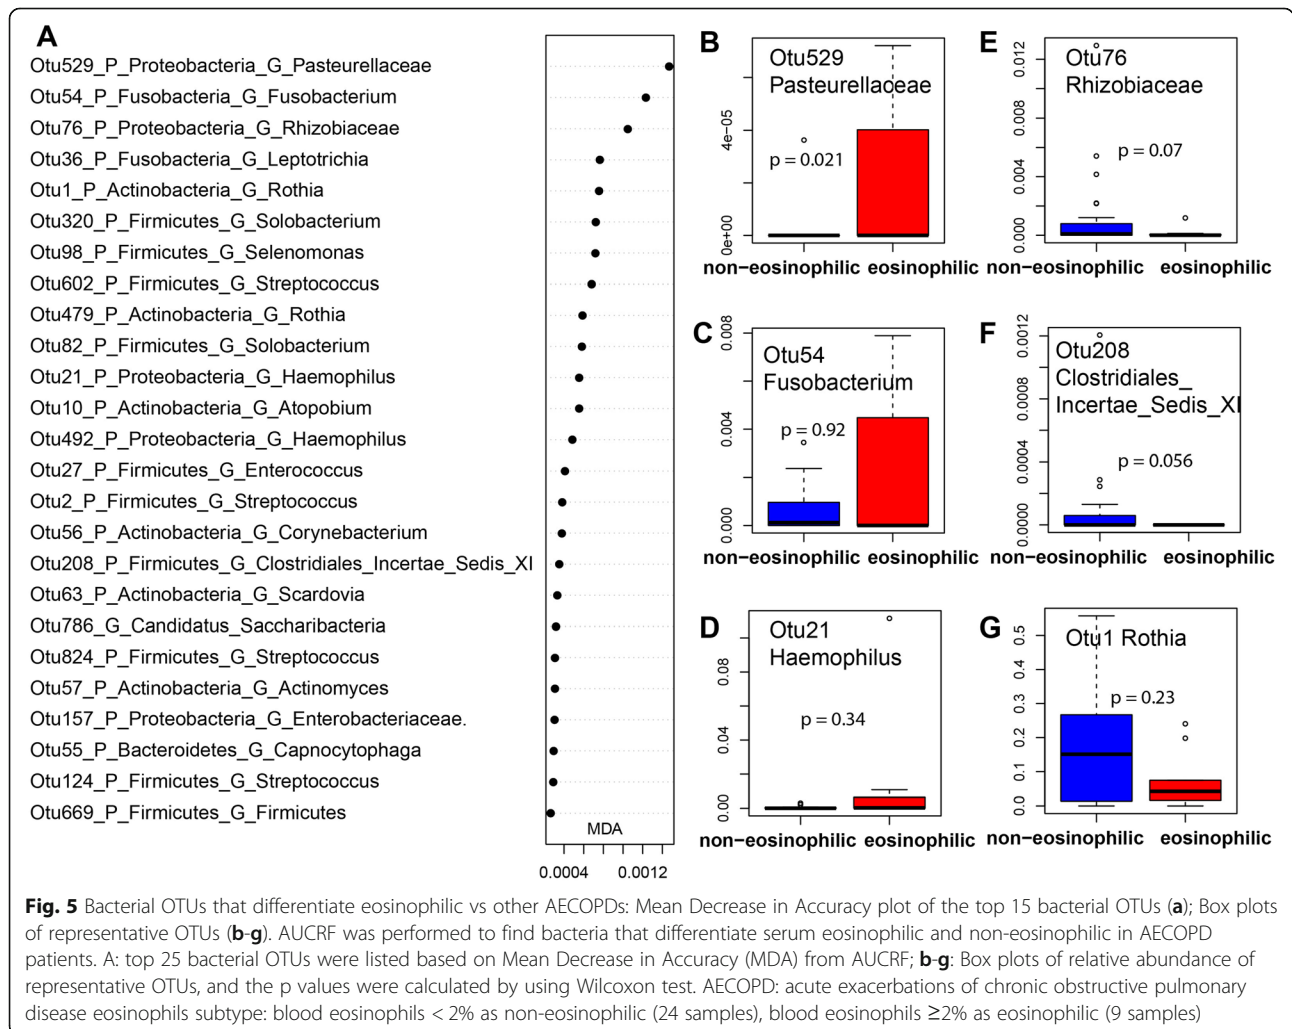 A
Otu529_P_Proteobacteria_G_Pasteurellaceae
Otu54_P_Fusobacteria_G_Fusobacterium
Otu76_P_Proteobacteria_G_Rhizobiaceae
Otu36_P_Fusobacteria_G_Leptotrichia
Otu1_P_Actinobacteria_G_Rothia
Otu320_P_Firmicutes_G_Solobacterium
Otu98_P_Firmicutes_G_Selenomonas
Otu602_P_Firmicutes_G_Streptococcus
Otu479_P_Actinobacteria_G_Rothia
Otu82_P_Firmicutes_G_Solobacterium
Otu21_P_Proteobacteria_G_Haemophilus
Otu10_P_Actinobacteria_G_Atopobium
Otu492_P_Proteobacteria_G_Haemophilus
Otu27_P_Firmicutes_G_Enterococcus
Otu2_P_Firmicutes_G_Streptococcus
Otu56_P_Actinobacteria_G_Corynebacterium
Otu208_P_Firmicutes_G_Clostridiales_Incertae_Sedis_XI
Otu63_P_Actinobacteria_G_Scardovia
Otu786_G_Candidatus_Saccharibacteria
Otu824_P_Firmicutes_G_Streptococcus
Otu57_P_Actinobacteria_G_Actinomyces
Otu157_P_Proteobacteria_G_Enterobacteriaceae.
Otu55_P_Bacteroidetes_G_Capnocytophaga
Otu124_P_Firmicutes_G_Streptococcus
Otu669_P_Firmicutes_G_Firmicutes
MDA
0.0004 0.0012
B
Otu529
Pasteurellaceae
p = 0.021
4e−05
0e+00
non−eosinophilic eosinophilic
C
Otu54
Fusobacterium
p = 0.92
0.008
0.004
0.000
non−eosinophilic eosinophilic
D
Otu21
Haemophilus
p = 0.34
0.08
0.04
0.00
non−eosinophilic eosinophilic
E
Otu76
Rhizobiaceae
p = 0.07
0.012
0.008
0.004
0.000
non−eosinophilic eosinophilic
F
Otu208
Clostridiales_
Incertae_Sedis_XI
p = 0.056
0.0012
0.0008
0.0004
0.0000
non−eosinophilic eosinophilic
G
Otu1 Rothia
p = 0.23
0.5
0.4
0.3
0.2
0.1
0.0
non−eosinophilic eosinophilic
Fig. 5 Bacterial OTUs that differentiate eosinophilic vs other AECOPDs: Mean Decrease in Accuracy plot of the top 15 bacterial OTUs (a); Box plots
of representative OTUs (b-g). AUCRF was performed to find bacteria that differentiate serum eosinophilic and non-eosinophilic in AECOPD
patients. A: top 25 bacterial OTUs were listed based on Mean Decrease in Accuracy (MDA) from AUCRF; b-g: Box plots of relative abundance of
representative OTUs, and the p values were calculated by using Wilcoxon test. AECOPD: acute exacerbations of chronic obstructive pulmonary
disease eosinophils subtype: blood eosinophils < 2% as non-eosinophilic (24 samples), blood eosinophils ≥2% as eosinophilic (9 samples)